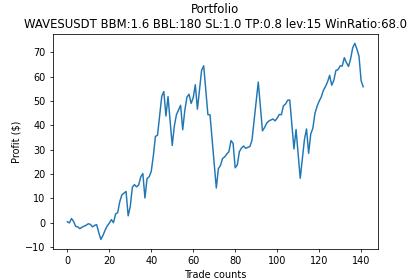 Portfolio
WAVESUSDT BBM:1.6 BBL:180 SL:1.0 TP:0.8 lev:15 WinRatio:68.0
Profit ($)
70
60
50
40
30
20
10
0
−10
0 20 40 60 80 100 120 140
Trade counts